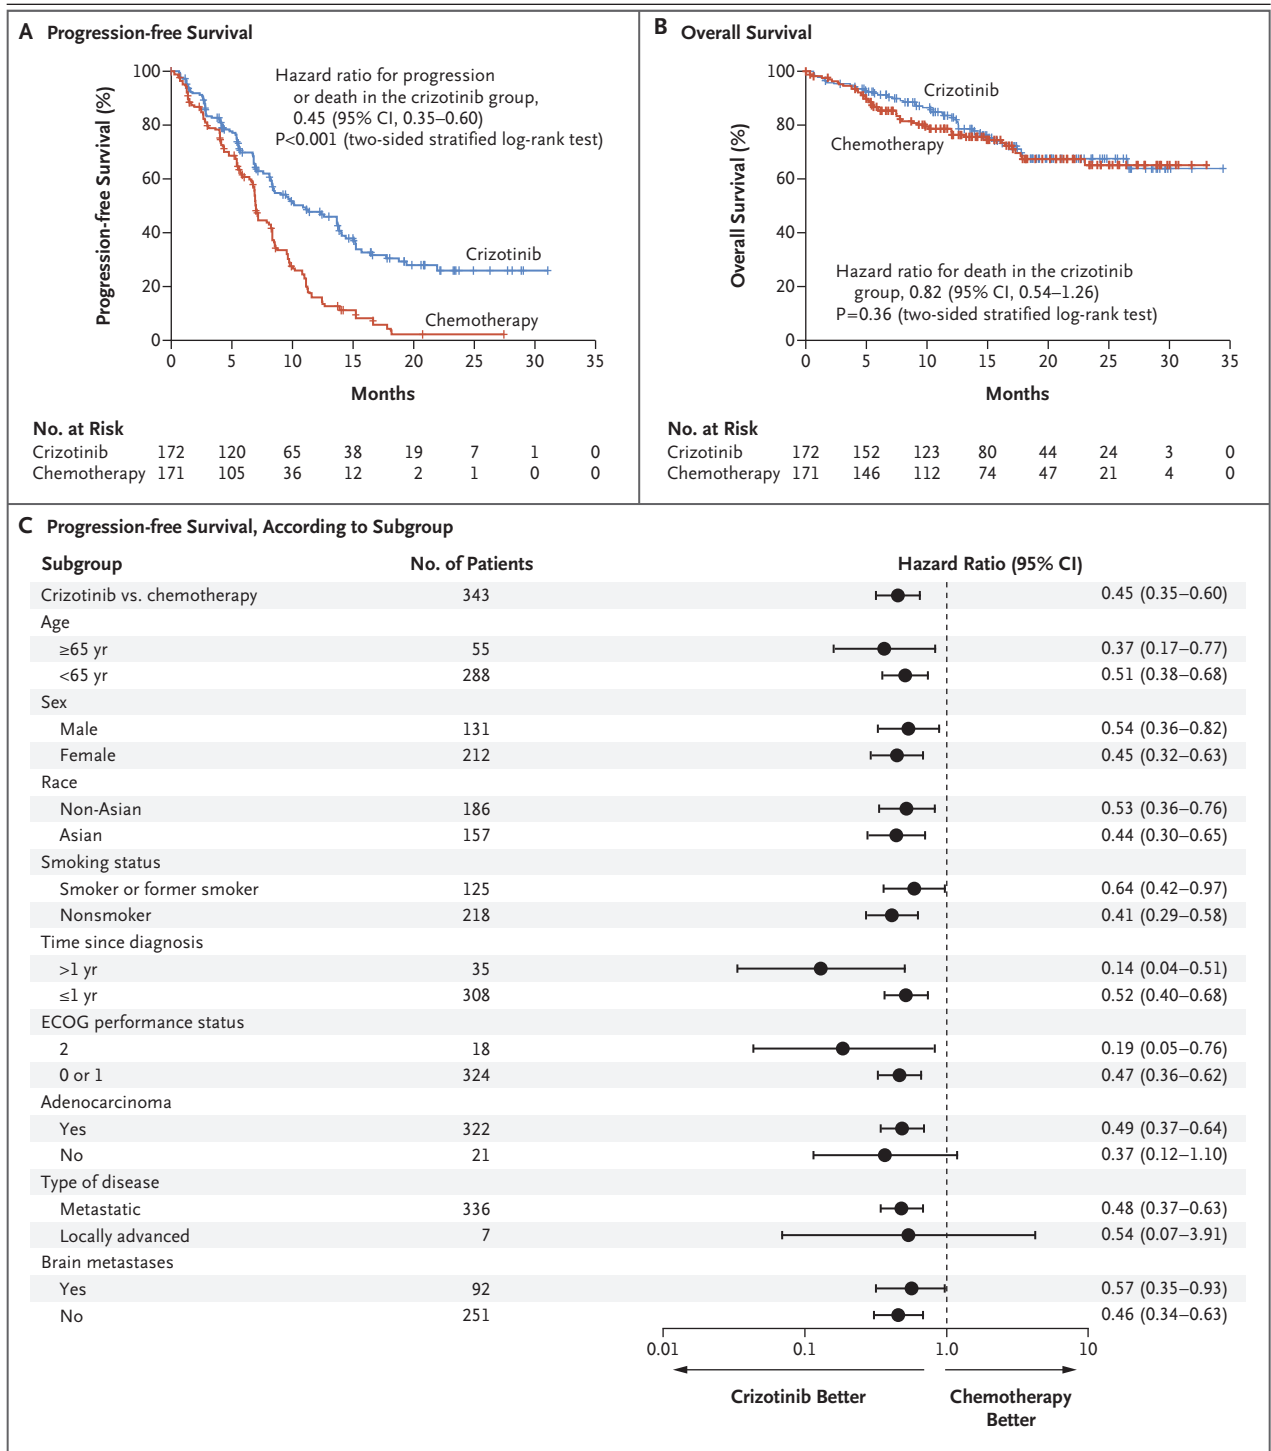 A Progression-free Survival
Progression-free Survival (%)
100
80
60
40
20
0
Hazard ratio for progression
or death in the crizotinib group,
0.45 (95% CI, 0.35–0.60)
P<0.001 (two-sided stratified log-rank test)
Crizotinib
Chemotherapy
0 5 10 15 20 25 30 35
Months
No. at Risk
Crizotinib 172 120 65 38 19 7 1 0
Chemotherapy 171 105 36 12 2 1 0 0
B Overall Survival
Overall Survival (%)
100
80
60
40
20
0
Crizotinib
Chemotherapy
Hazard ratio for death in the crizotinib
group, 0.82 (95% CI, 0.54–1.26)
P=0.36 (two-sided stratified log-rank test)
0 5 10 15 20 25 30 35
Months
No. at Risk
Crizotinib 172 152 123 80 44 24 3 0
Chemotherapy 171 146 112 74 47 21 4 0
C Progression-free Survival, According to Subgroup
Subgroup No. of Patients Hazard Ratio (95% CI)
Crizotinib vs. chemotherapy 343 0.45 (0.35–0.60)
Age
≥65 yr 55 0.37 (0.17–0.77)
<65 yr 288 0.51 (0.38–0.68)
Sex
Male 131 0.54 (0.36–0.82)
Female 212 0.45 (0.32–0.63)
Race
Non-Asian 186 0.53 (0.36–0.76)
Asian 157 0.44 (0.30–0.65)
Smoking status
Smoker or former smoker 125 0.64 (0.42–0.97)
Nonsmoker 218 0.41 (0.29–0.58)
Time since diagnosis
>1 yr 35 0.14 (0.04–0.51)
≤1 yr 308 0.52 (0.40–0.68)
ECOG performance status
2 18 0.19 (0.05–0.76)
0 or 1 324 0.47 (0.36–0.62)
Adenocarcinoma
Yes 322 0.49 (0.37–0.64)
No 21 0.37 (0.12–1.10)
Type of disease
Metastatic 336 0.48 (0.37–0.63)
Locally advanced 7 0.54 (0.07–3.91)
Brain metastases
Yes 92 0.57 (0.35–0.93)
No 251 0.46 (0.34–0.63)
0.01 0.1 1.0 10
Crizotinib Better
Chemotherapy
Better